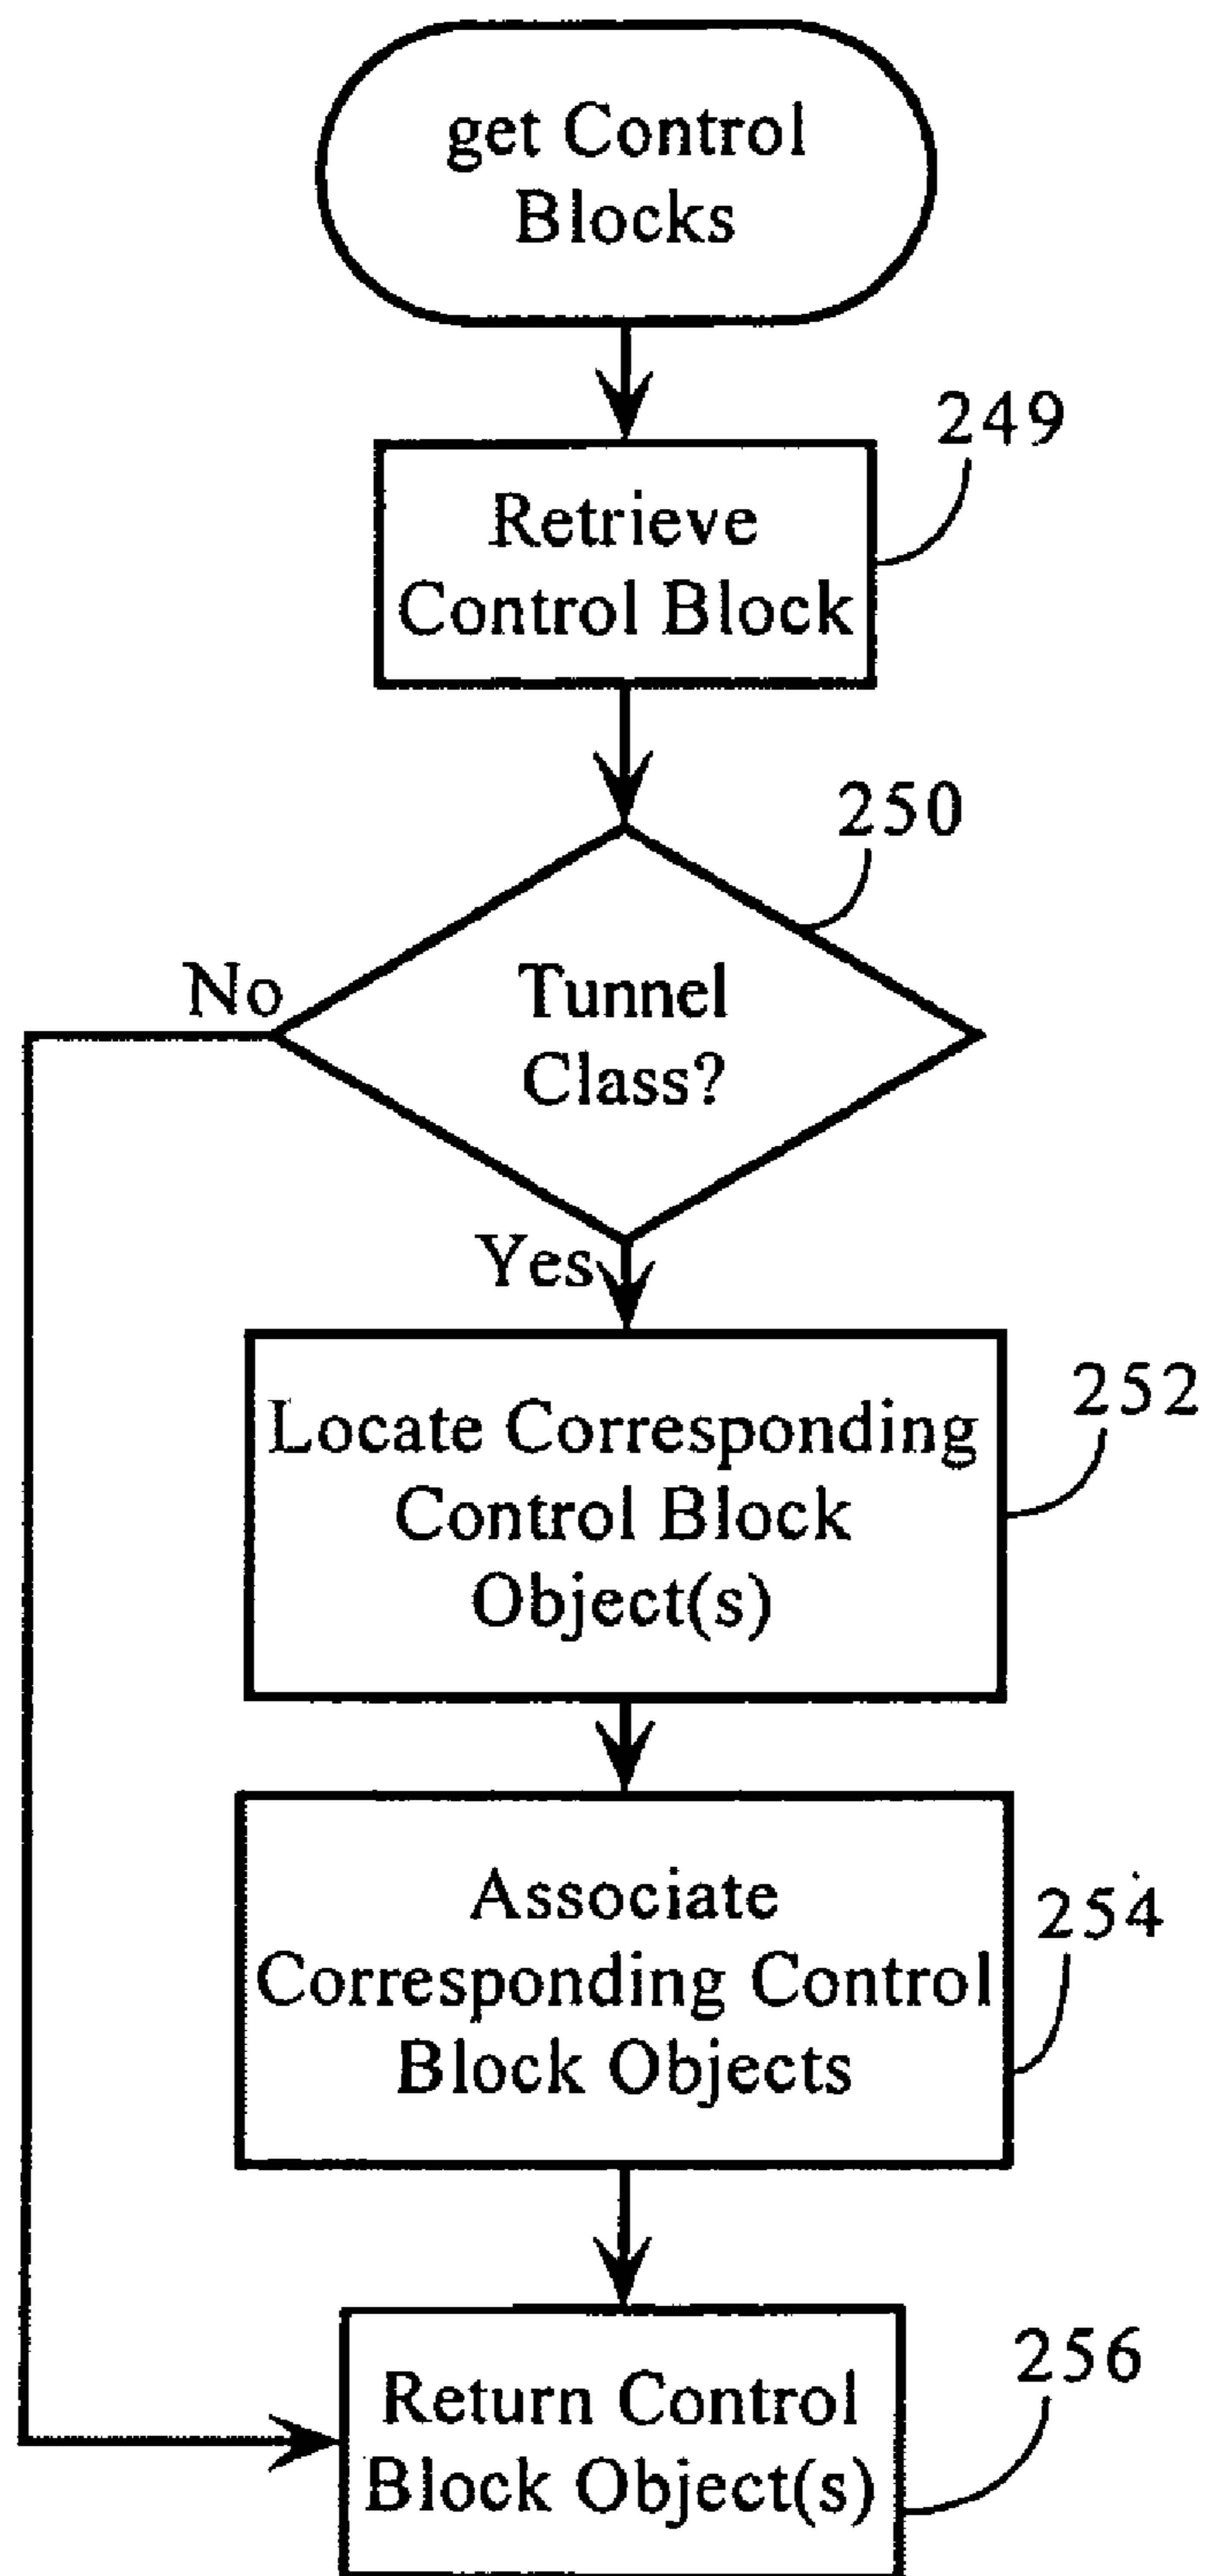 get Control
Blocks
249
Retrieve
Control Block
250
No
Tunnel
Class?
Yes
252
Locate Corresponding
Control Block
Object(s)
254
Associate
Corresponding Control
Block Objects
256
Return Control
Block Object(s)